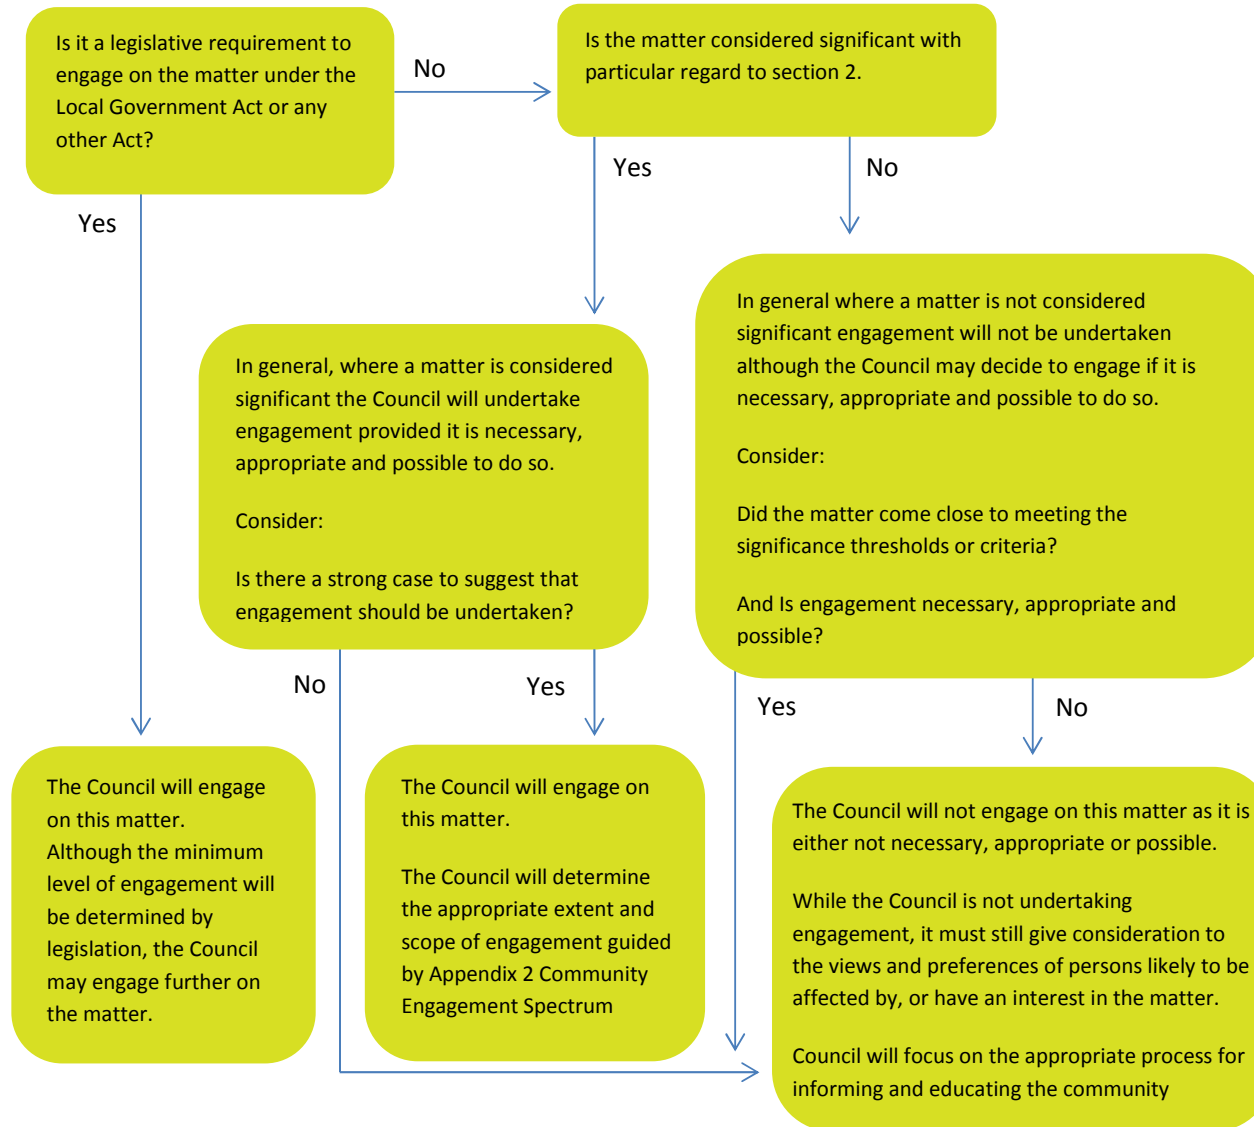 Is it a legislative requirement to
engage on the matter under the
Local Government Act or any
other Act?
No
Is the matter considered significant with
particular regard to section 2.
Yes
Yes
No
In general, where a matter is considered
significant the Council will undertake
engagement provided it is necessary,
appropriate and possible to do so.
Consider:
Is there a strong case to suggest that
engagement should be undertaken?
In general where a matter is not considered
significant engagement will not be undertaken
although the Council may decide to engage if it is
necessary, appropriate and possible to do so.
Consider:
Did the matter come close to meeting the
significance thresholds or criteria?
And Is engagement necessary, appropriate and
possible?
No
Yes
Yes
No
The Council will engage
on this matter.
Although the minimum
level of engagement will
be determined by
legislation, the Council
may engage further on
the matter.
The Council will engage on
this matter.
The Council will determine
the appropriate extent and
scope of engagement guided
by Appendix 2 Community
Engagement Spectrum
The Council will not engage on this matter as it is
either not necessary, appropriate or possible.
While the Council is not undertaking
engagement, it must still give consideration to
the views and preferences of persons likely to be
affected by, or have an interest in the matter.
Council will focus on the appropriate process for
informing and educating the community